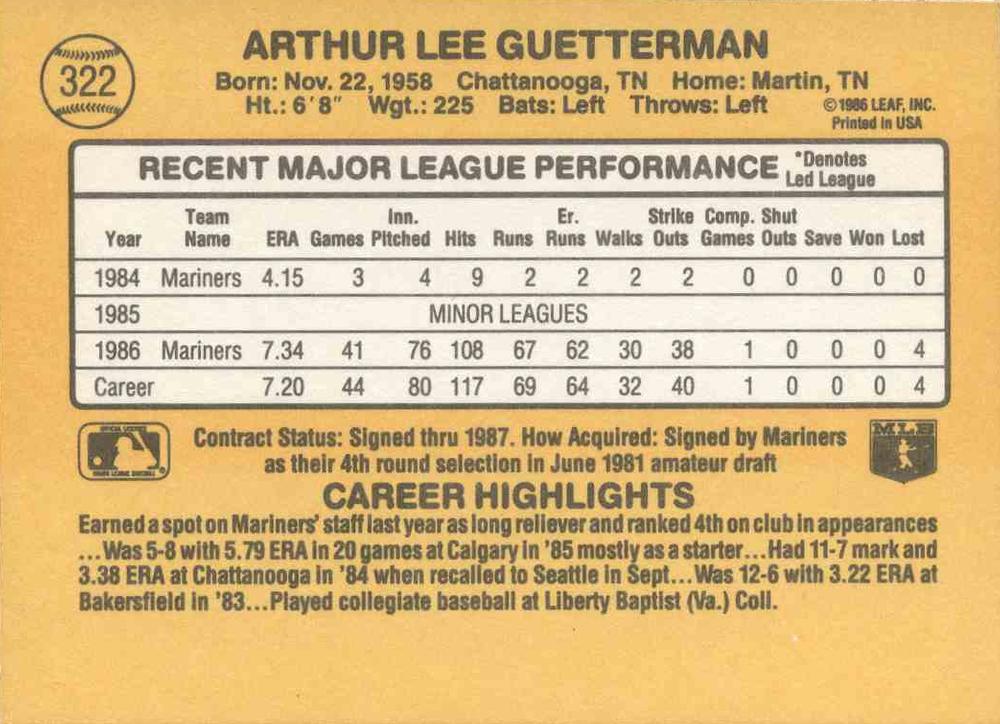 322
ARTHUR LEE GUETTERMAN
Born: Nov. 22, 1958 Chattanooga, TN Home: Martin, TN
Ht.: 6'8" Wgt.: 225 Bats: Left Throws: Left
©1986 LEAF, INC.
Printed in USA
RECENT MAJOR LEAGUE PERFORMANCE *Denotes
Led League
Team Inn. Er. Strike Comp. Shut
Year Name ERA Games Pitched Hits Runs Runs Walks Outs Games Outs Save Won Lost
1984 Mariners 4.15 3 4 9 2 2 2 2 0 0 0 0 0
1985 MINOR LEAGUES
1986 Mariners 7.34 41 76 108 67 62 30 38 1 0 0 0 4
Career 7.20 44 80 117 69 64 32 40 1 0 0 0 4
Contract Status: Signed thru 1987. How Acquired: Signed by Mariners
as their 4th round selection in June 1981 amateur draft
MLB
CAREER HIGHLIGHTS
Earned a spot on Mariners' staff last year as long reliever and ranked 4th on club in appearances
...Was 5-8 with 5.79 ERA in 20 games at Calgary in '85 mostly as a starter...Had 11-7 mark and
3.38 ERA at Chattanooga in '84 when recalled to Seattle in Sept...Was 12-6 with 3.22 ERA at
Bakersfield in '83...Played collegiate baseball at Liberty Baptist (Va.) Coll.